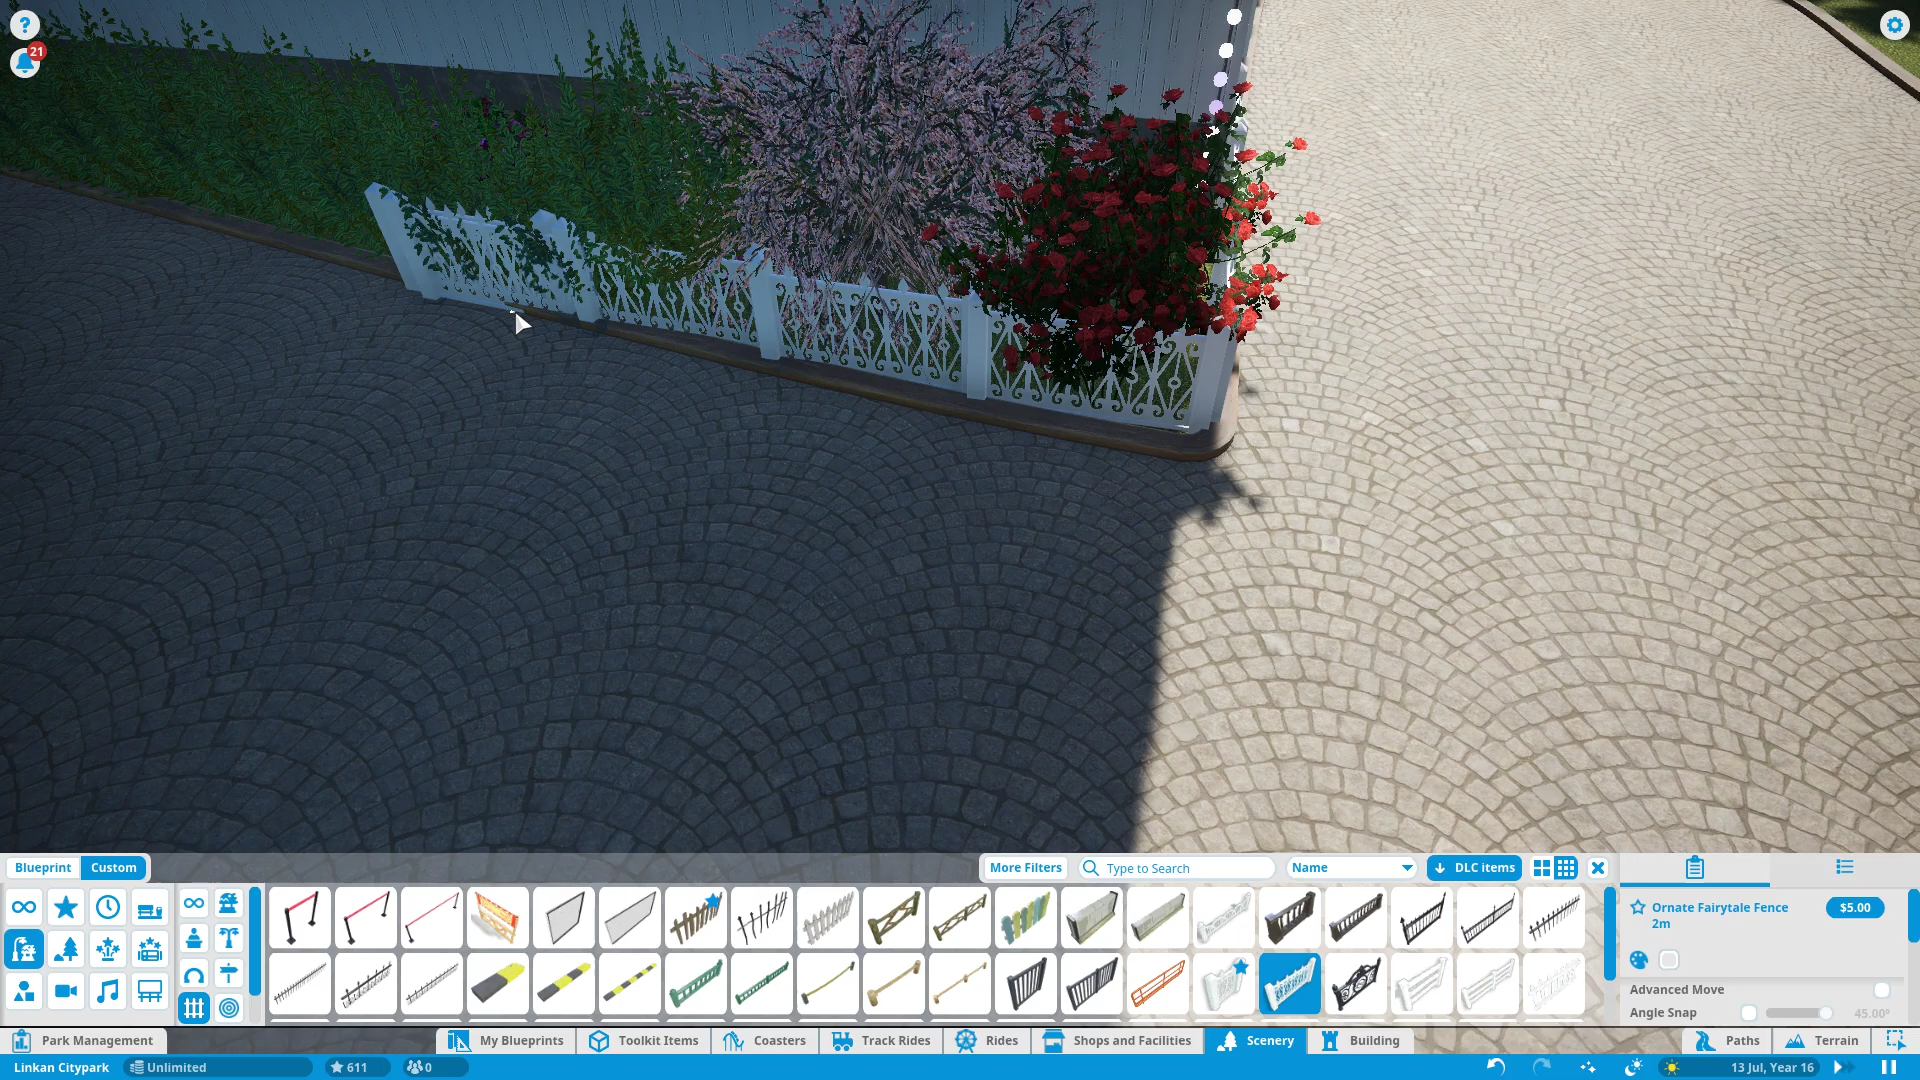 ?
21
Blueprint
Custom
More Filters
Type to Search
Name
DLC items
Ornate Fairytale Fence
2m
$5.00
Advanced Move
Angle Snap
45.00°
Park Management
My Blueprints
Toolkit Items
Coasters
Track Rides
Rides
Shops and Facilities
Scenery
Building
Paths
Terrain
Linkan Citypark
Unlimited
611
0
13 Jul, Year 16